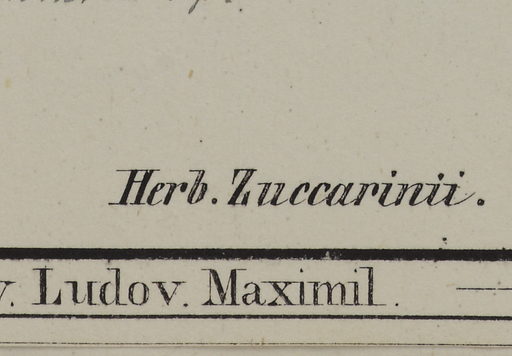 Herb. Zuccarinii.
v. Ludov. Maximil.